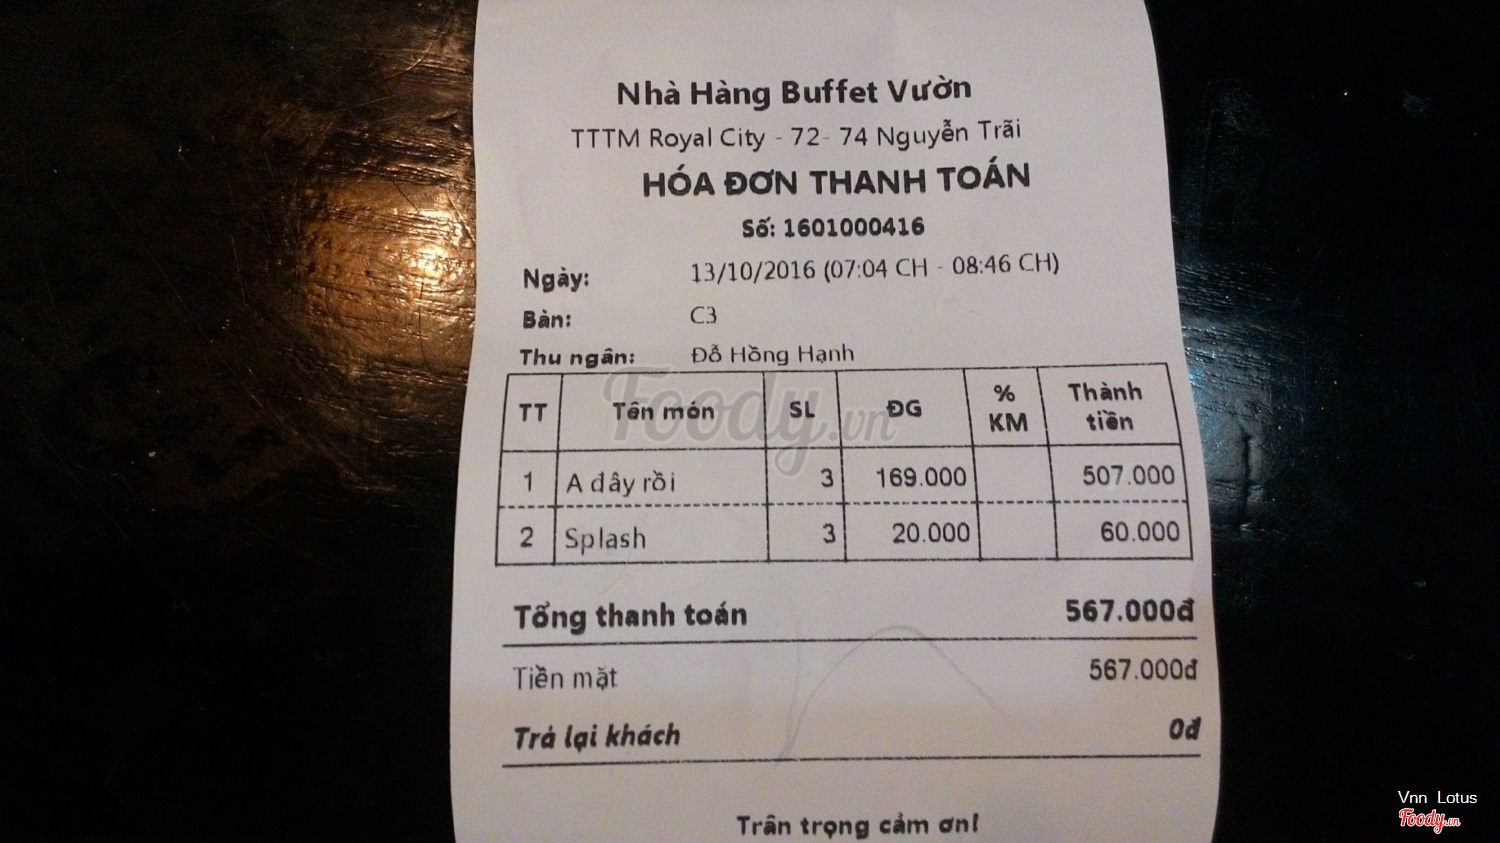 Nhà Hàng Buffet Vườn
TTTM Royal City - 72- 74 Nguyễn Trãi
HÓA ĐƠN THANH TOÁN
Số: 1601000416
Ngày: 13/10/2016 (07:04 CH - 08:46 CH)
Bàn: C3
Thu ngân: Đỗ Hồng Hạnh
TT Tên món SL ĐG % KM Thành tiền
1 A đây rồi 3 169.000 507.000
2 Splash 3 20.000 60.000
Tổng thanh toán 567.000đ
Tiền mặt 567.000đ
Trả lại khách 0đ
Trân trọng cảm ơn!
Foody.vn
Vnn Lotus
Foody.vn